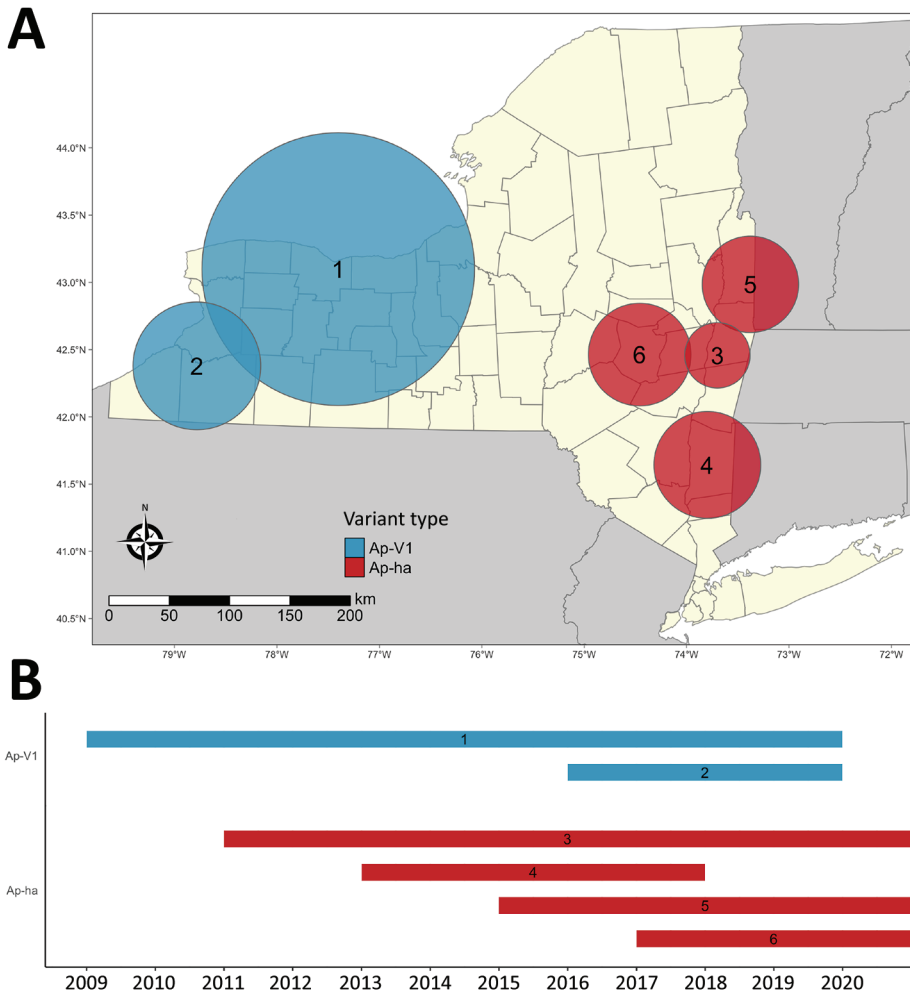 A
44.0°N
43.5°N
43.0°N
42.5°N
42.0°N
41.5°N
41.0°N
40.5°N
1
2
5
6
3
4
N
Variant type
Ap-V1
Ap-ha
km
0 50 100 150 200
79°W 78°W 77°W 76°W 75°W 74°W 73°W 72°W
B
Ap-V1
1
2
Ap-ha
3
4
5
6
2009 2010 2011 2012 2013 2014 2015 2016 2017 2018 2019 2020